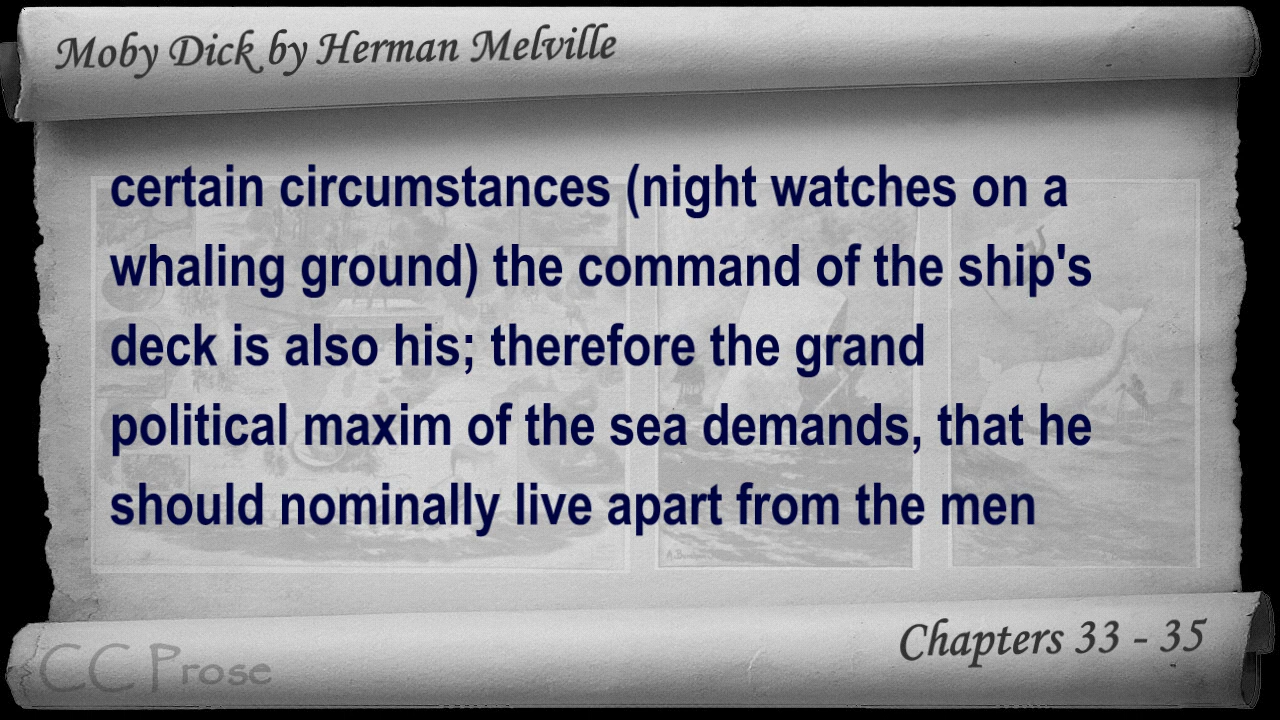 Moby Dick by Herman Melville
certain circumstances (night watches on a
whaling ground) the command of the ship's
deck is also his; therefore the grand
political maxim of the sea demands, that he
should nominally live apart from the men
Chapters 33 - 35
CC Prose